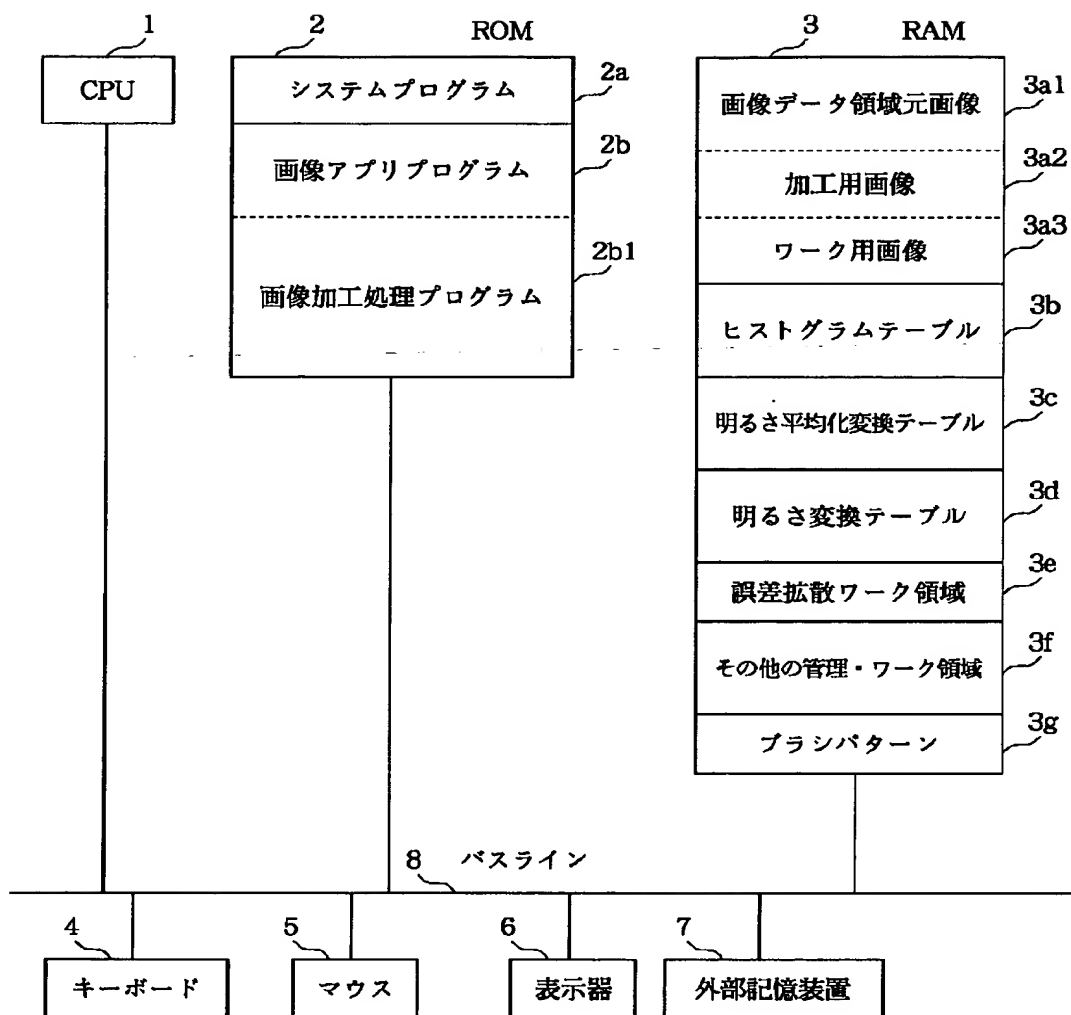 1
CPU
2
ROM
システムプログラム
2a
画像アプリプログラム
2b
画像加工処理プログラム
2b1
3
RAM
画像データ領域元画像
3a1
加工用画像
3a2
ワーク用画像
3a3
ヒストグラムテーブル
3b
明るさ平均化変換テーブル
3c
明るさ変換テーブル
3d
誤差拡散ワーク領域
3e
その他の管理・ワーク領域
3f
ブラシパターン
3g
8
バスライン
4
キーボード
5
マウス
6
表示器
7
外部記憶装置